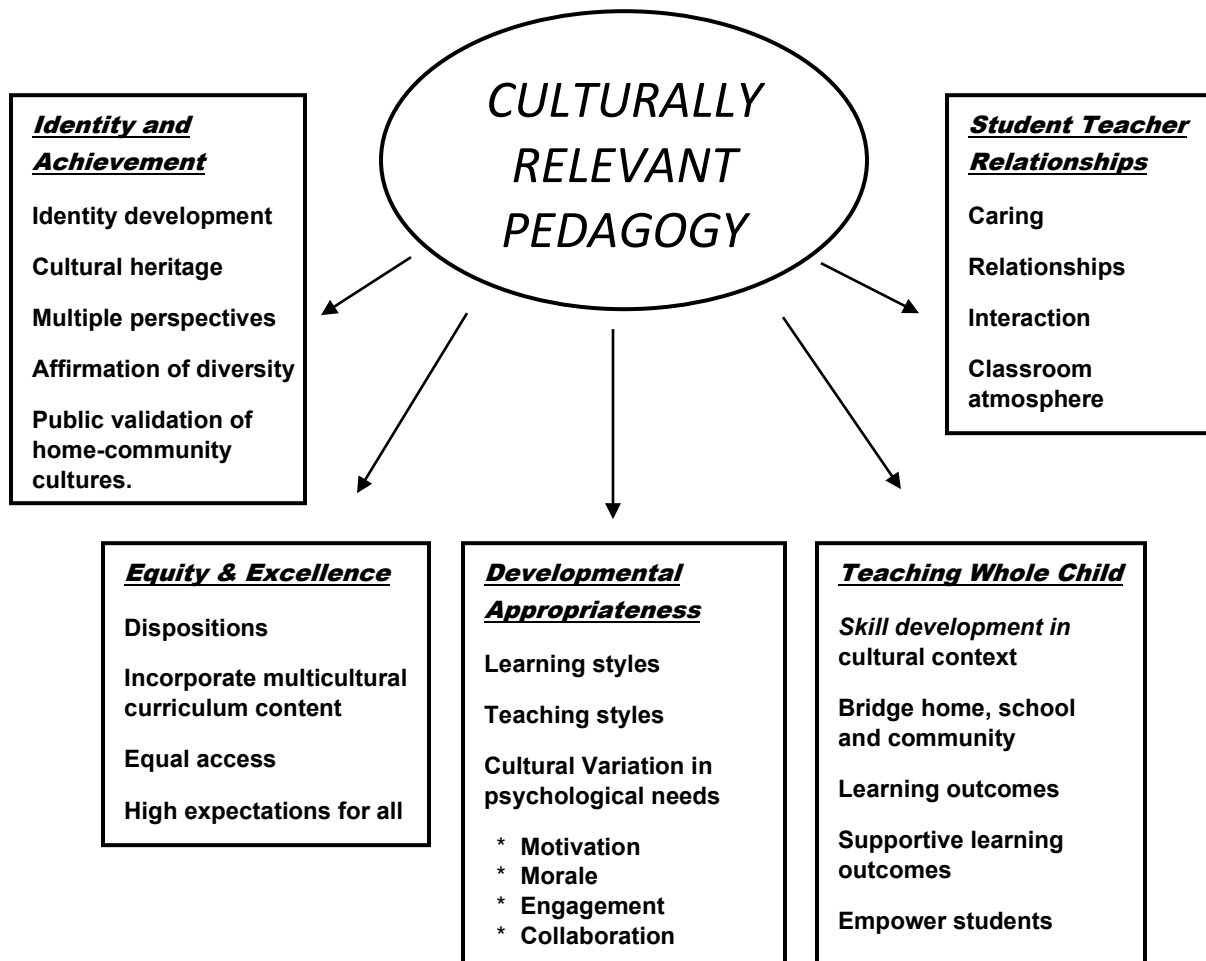 CULTURALLY
RELEVANT
PEDAGOGY
Identity and
Achievement
Identity development
Cultural heritage
Multiple perspectives
Affirmation of diversity
Public validation of
home-community
cultures.
Student Teacher
Relationships
Caring
Relationships
Interaction
Classroom
atmosphere
Equity & Excellence
Dispositions
Incorporate multicultural
curriculum content
Equal access
High expectations for all
Developmental
Appropriateness
Learning styles
Teaching styles
Cultural Variation in
psychological needs
* Motivation
* Morale
* Engagement
* Collaboration
Teaching Whole Child
Skill development in
cultural context
Bridge home, school
and community
Learning outcomes
Supportive learning
outcomes
Empower students